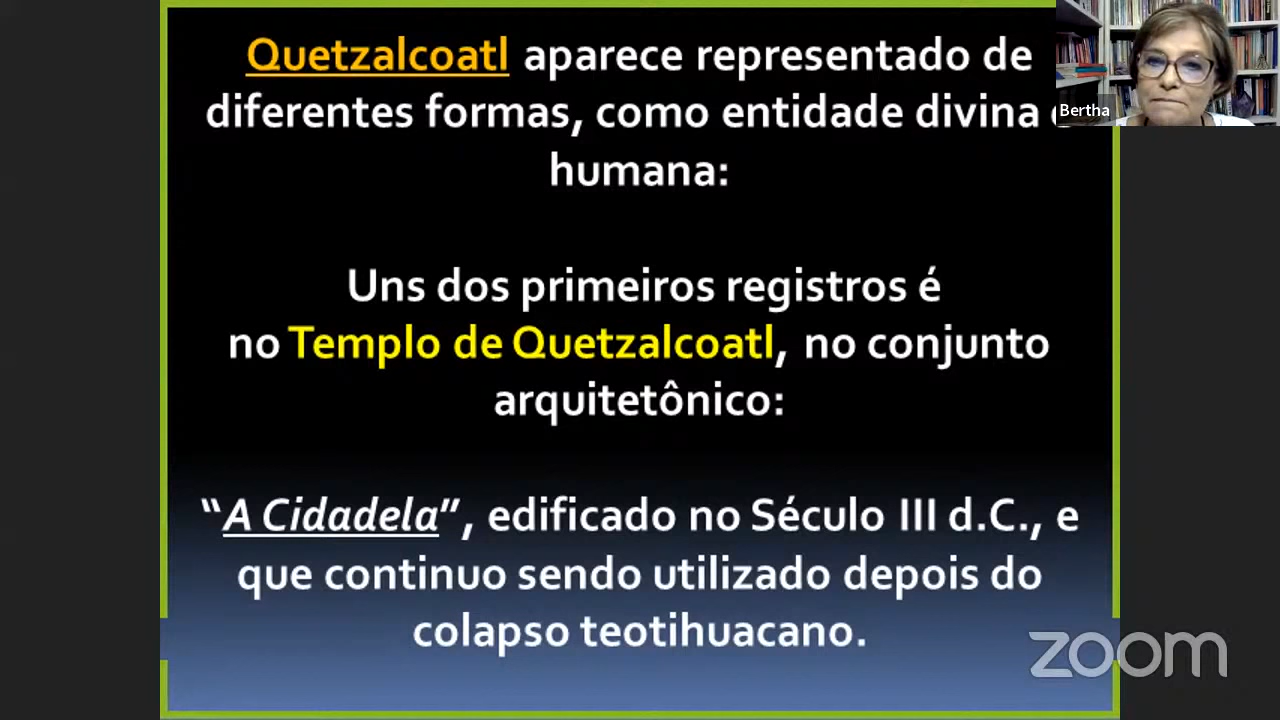 Quetzalcoatl aparece representado de
diferentes formas, como entidade divina
humana:
Uns dos primeiros registros é
no Templo de Quetzalcoatl, no conjunto
arquitetônico:
“A Cidadela”, edificado no Século III d.C., e
que continuo sendo utilizado depois do
colapso teotihuacano.
Bertha
zoom